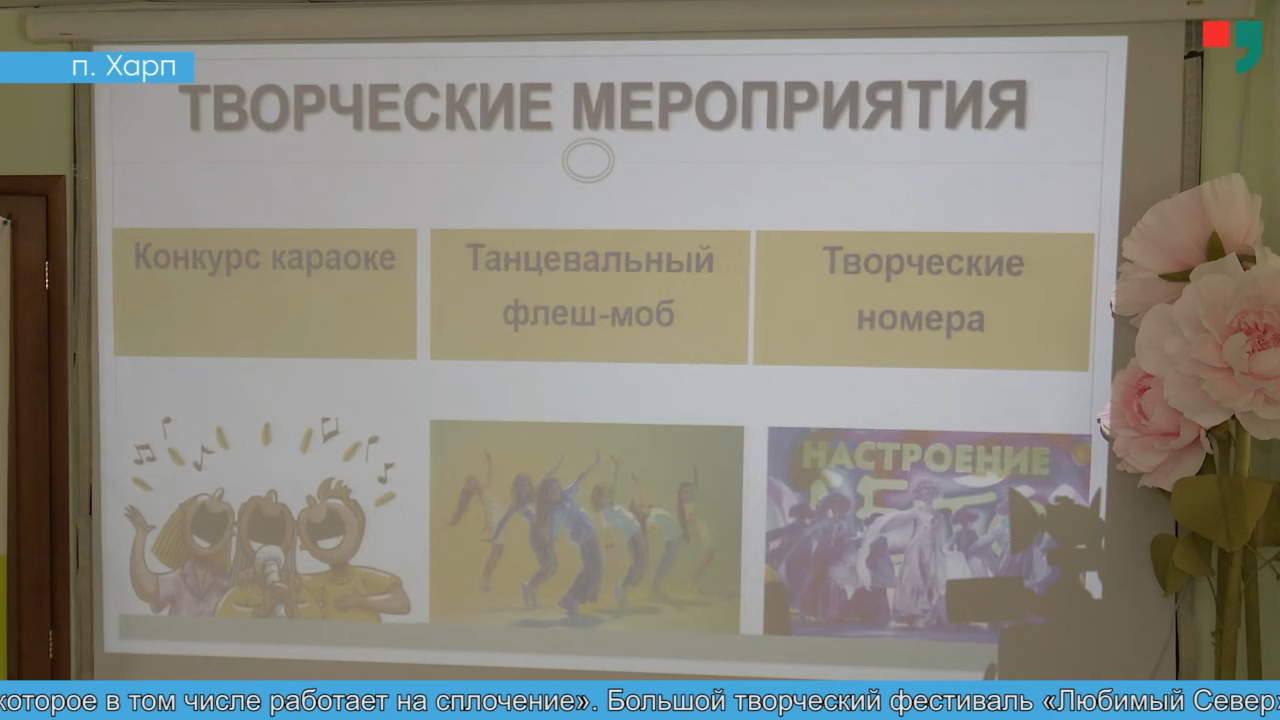 п. Харп
ТВОРЧЕСКИЕ МЕРОПРИЯТИЯ
Конкурс караоке
Танцевальный
флеш-моб
Творческие
номера
НАСТРОЕНИЕ
которое в том числе работает на сплочение». Большой творческий фестиваль «Любимый Север»